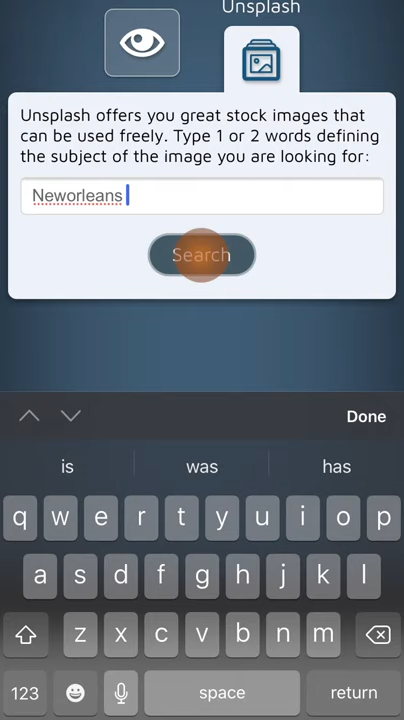 Unsplash
Unsplash offers you great stock images that
can be used freely. Type 1 or 2 words defining
the subject of the image you are looking for:
Neworleans
Search
Done
is was has
q w e r t y u i o p
a s d f g h j k l
z x c v b n m
123 space return